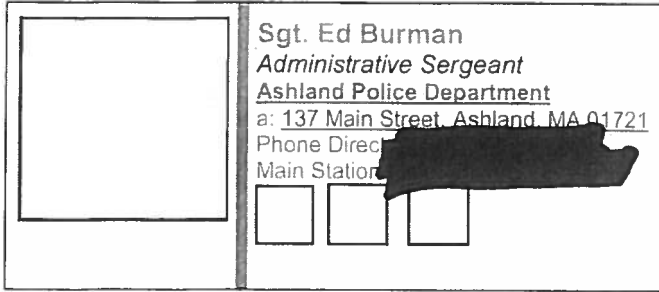 Sgt. Ed Burman
Administrative Sergeant
Ashland Police Department
a: 137 Main Street, Ashland, MA 01721
Phone Direc
Main Station